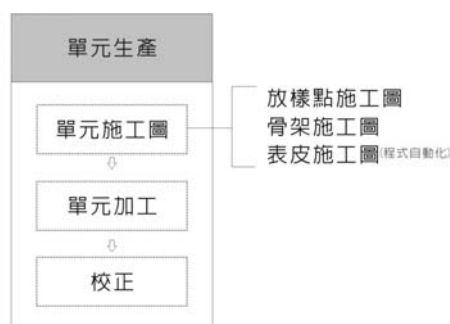 單元生產
單元施工圖
單元加工
校正
放樣點施工圖
骨架施工圖
表皮施工圖(程式自動化)